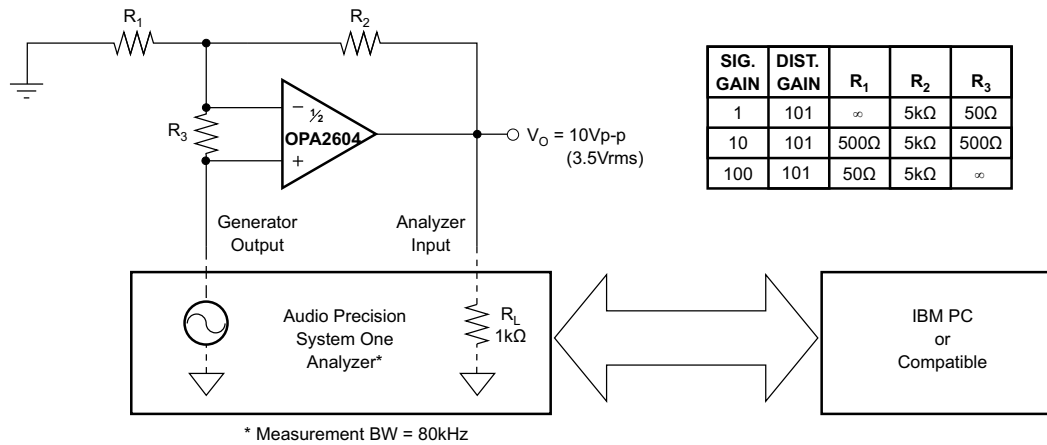 R1
R2
SIG. GAIN DIST. GAIN R1 R2 R3
1 101 ∞ 5kΩ 50Ω
10 101 500Ω 5kΩ 500Ω
100 101 50Ω 5kΩ ∞
R3
−
½
OPA2604
+
VO = 10Vp-p
(3.5Vrms)
Generator
Output
Analyzer
Input
Audio Precision
System One
Analyzer*
RL
1kΩ
IBM PC
or
Compatible
* Measurement BW = 80kHz